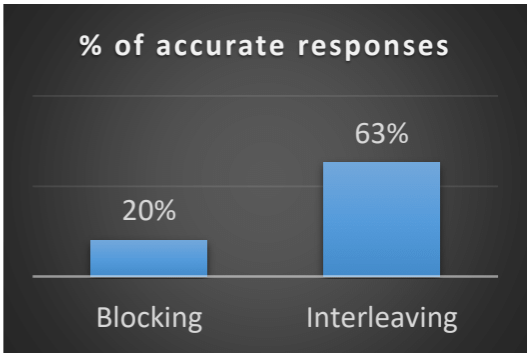 % of accurate responses
63%
20%
Blocking
Interleaving